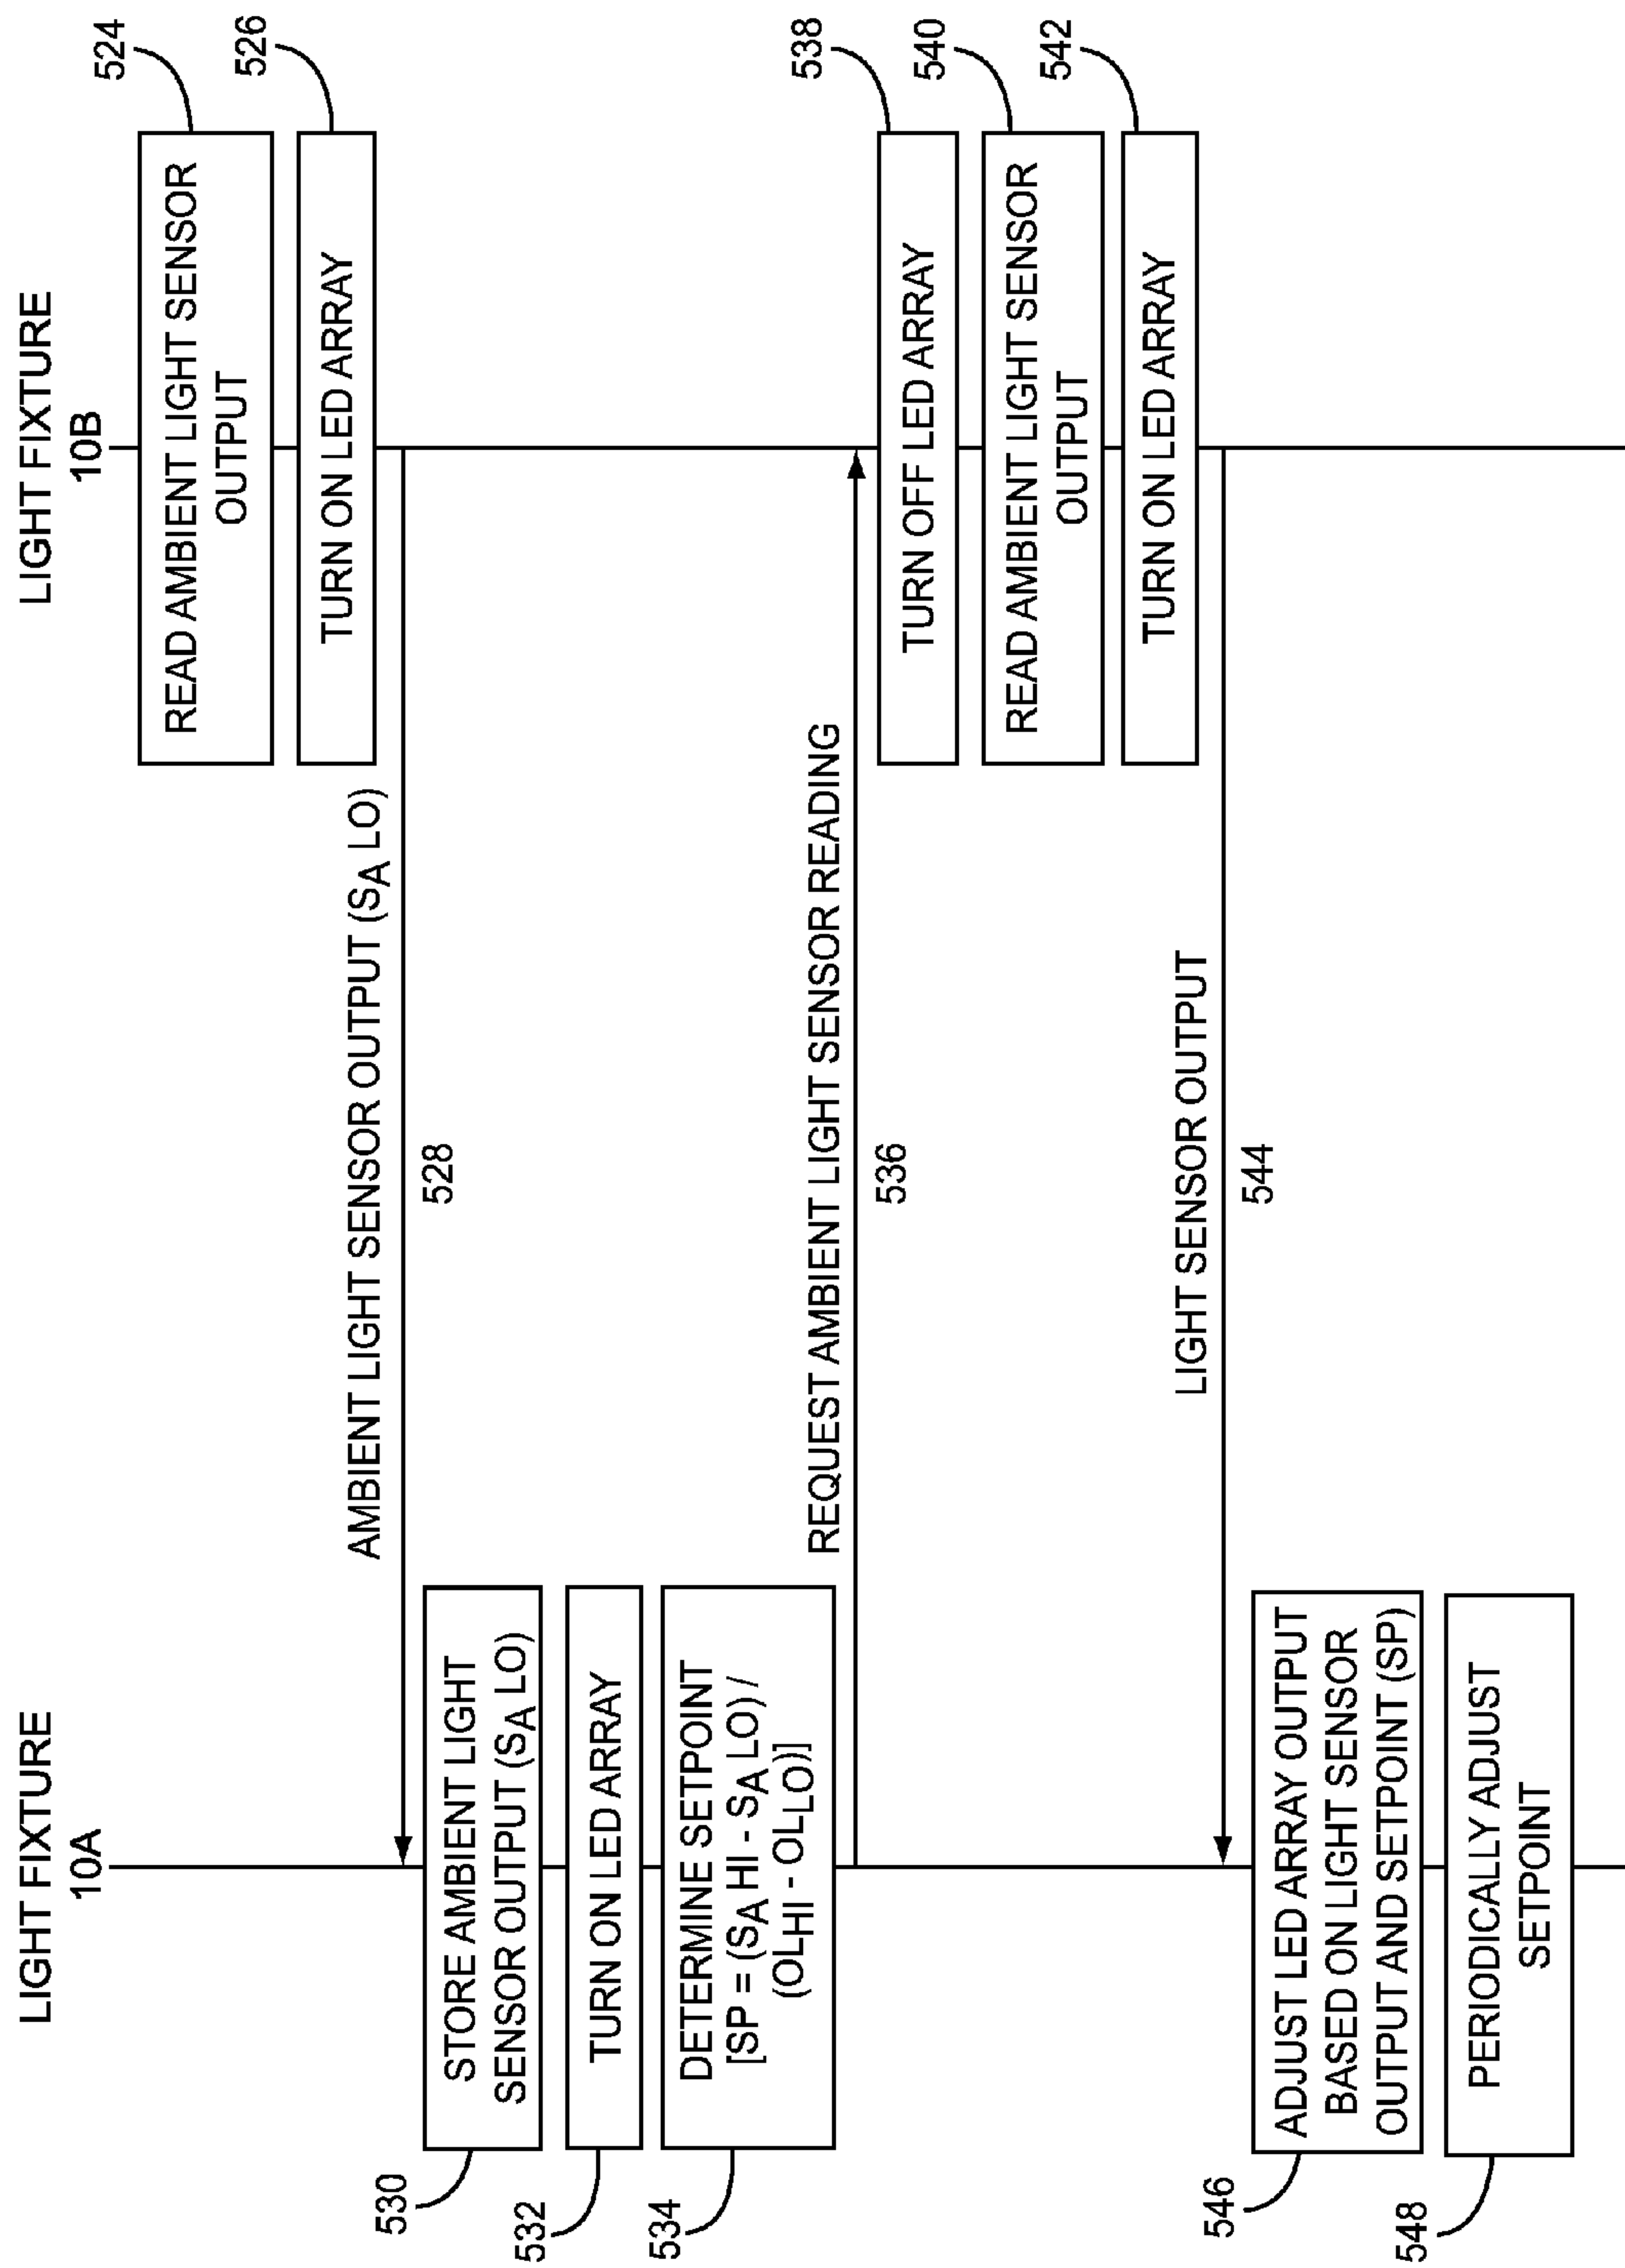 LIGHT FIXTURE
10A
LIGHT FIXTURE
10B
READ AMBIENT LIGHT SENSOR
OUTPUT
524
TURN ON LED ARRAY
526
AMBIENT LIGHT SENSOR OUTPUT (SA LO)
528
530
STORE AMBIENT LIGHT
SENSOR OUTPUT (SA LO)
532
TURN ON LED ARRAY
534
DETERMINE SETPOINT
[SP = (SA HI - SA LO) /
(OLHI - OLLO)]
REQUEST AMBIENT LIGHT SENSOR READING
536
TURN OFF LED ARRAY
538
READ AMBIENT LIGHT SENSOR
OUTPUT
540
TURN ON LED ARRAY
542
LIGHT SENSOR OUTPUT
544
546
ADJUST LED ARRAY OUTPUT
BASED ON LIGHT SENSOR
OUTPUT AND SETPOINT (SP)
548
PERIODICALLY ADJUST
SETPOINT